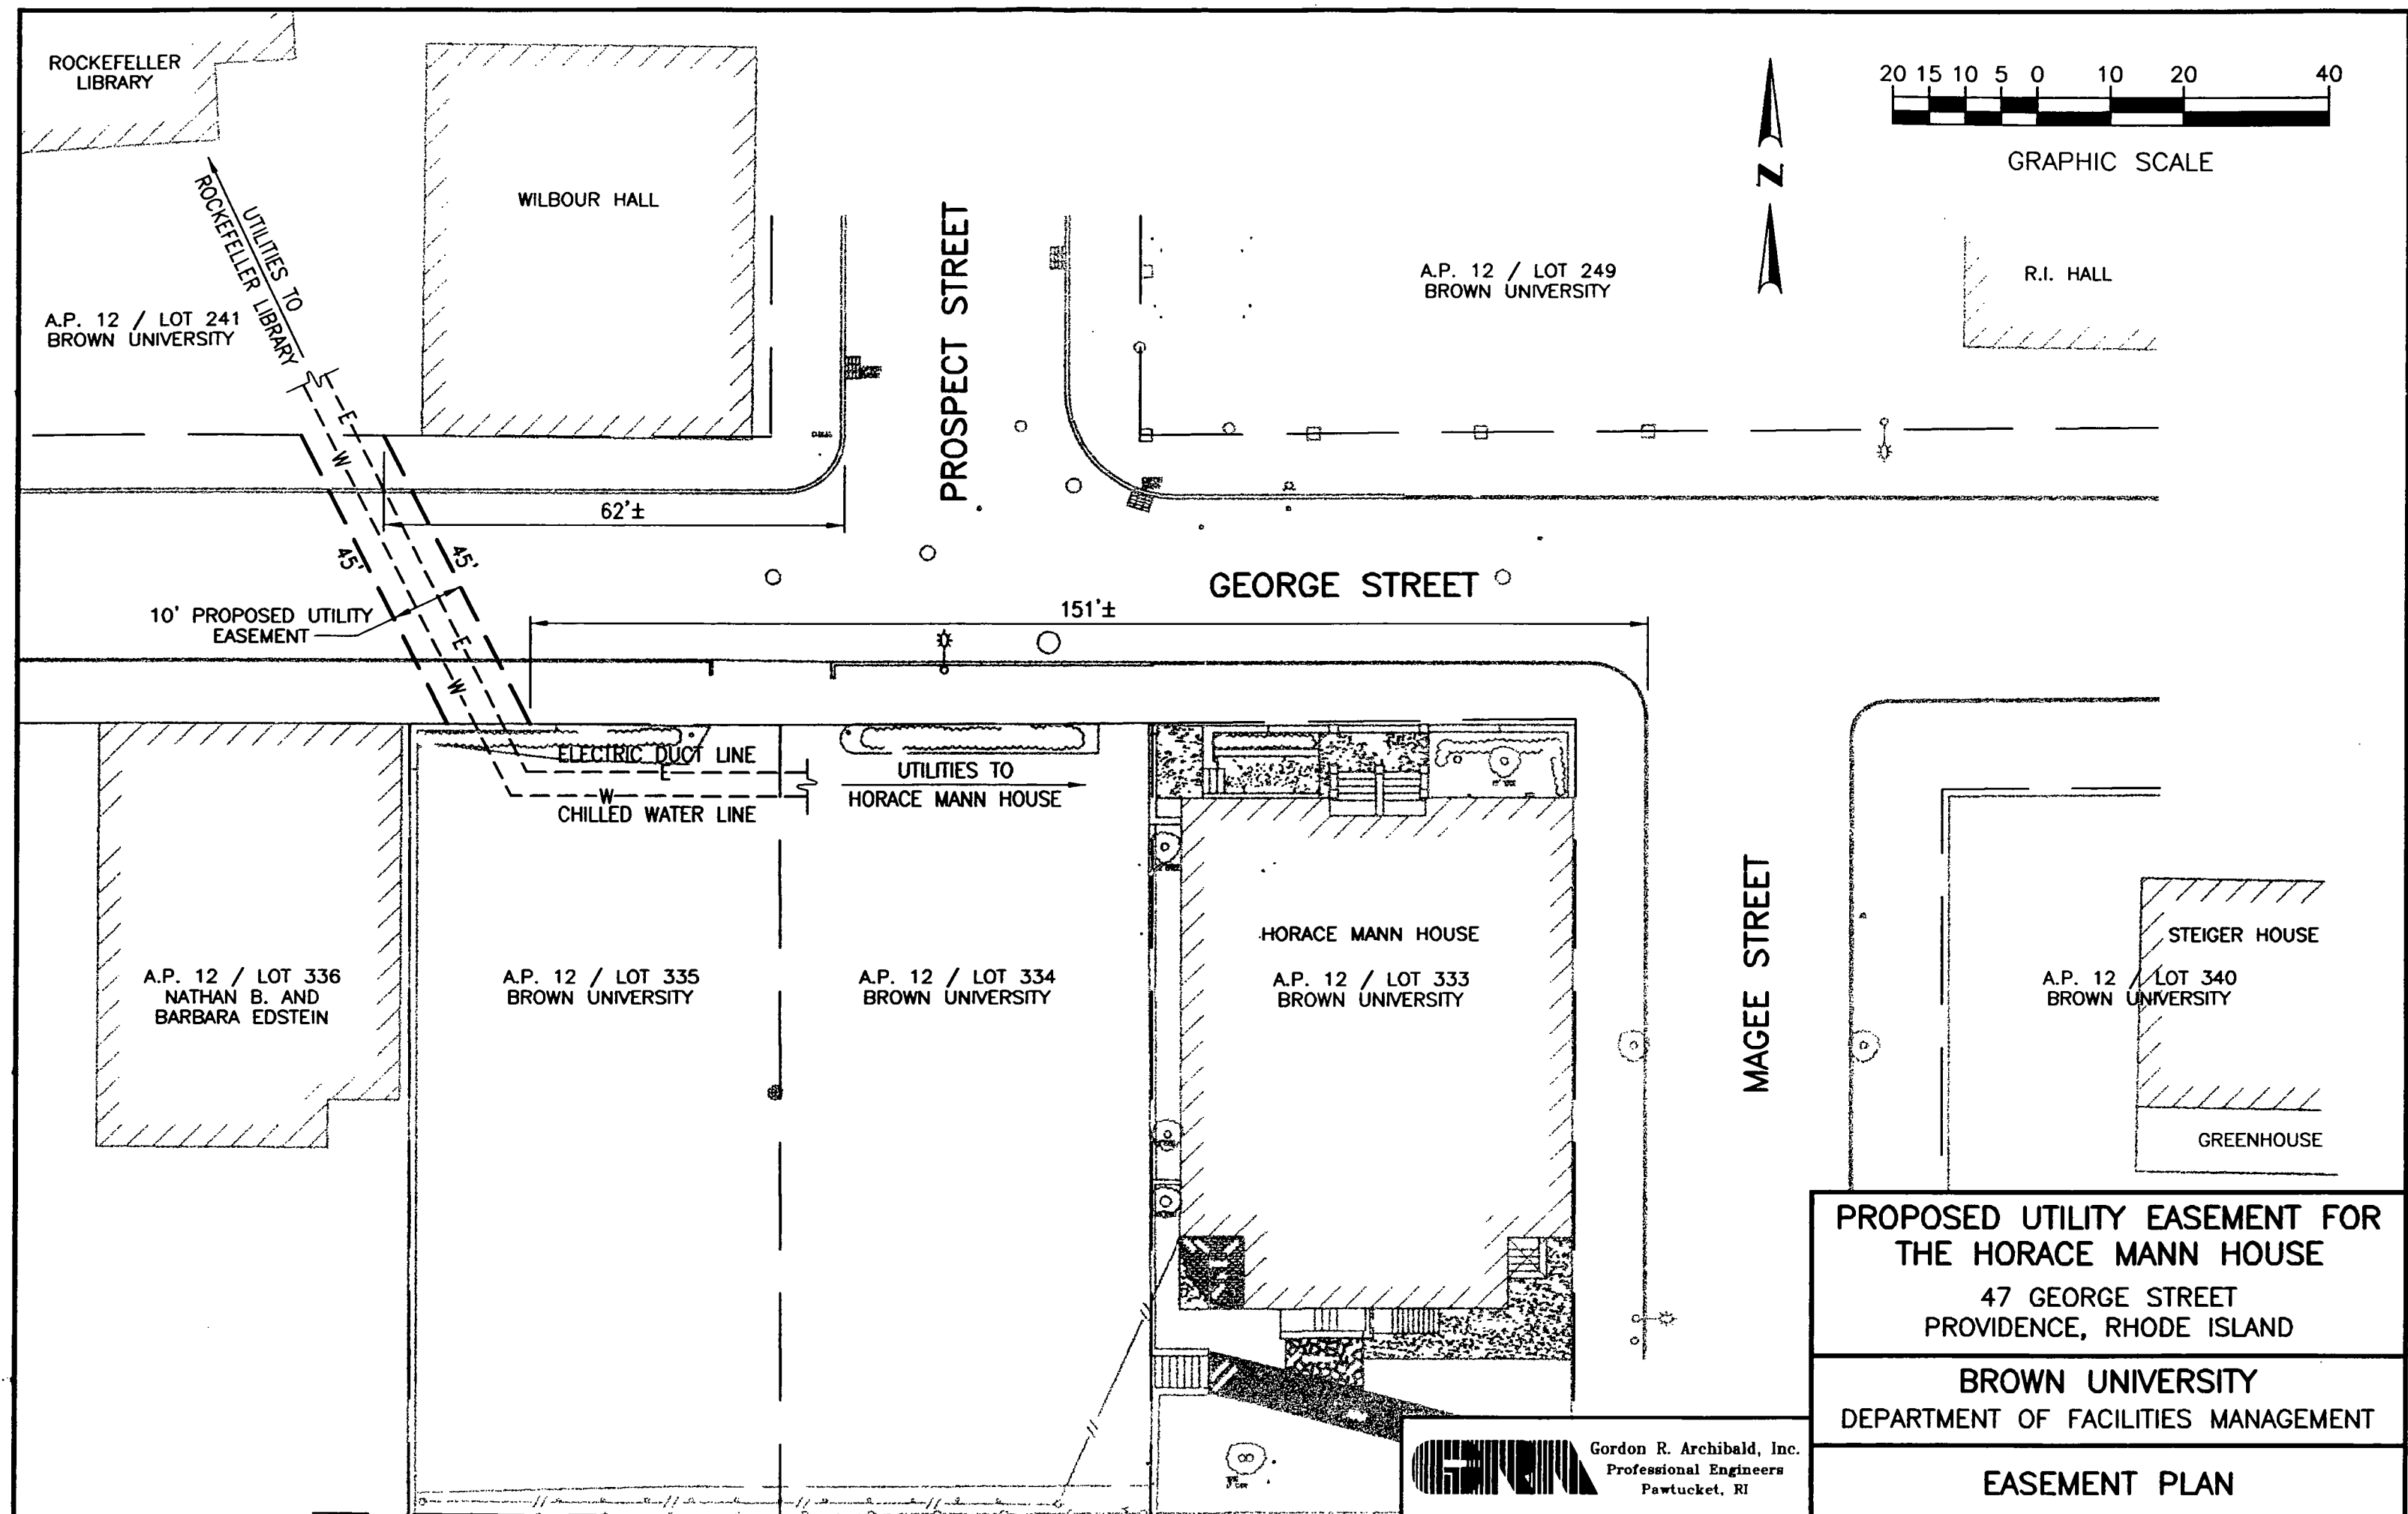 ROCKEFELLER
LIBRARY
WILBOUR HALL
UTILITIES TO
ROCKEFELLER LIBRARY
A.P. 12 / LOT 241
BROWN UNIVERSITY
PROSPECT STREET
A.P. 12 / LOT 249
BROWN UNIVERSITY
N
20 15 10 5 0 10 20 40
GRAPHIC SCALE
R.I. HALL
E
W
62'±
45'
45'
10' PROPOSED UTILITY
EASEMENT
E
W
GEORGE STREET
151'±
ELECTRIC DUCT LINE
E
W
CHILLED WATER LINE
UTILITIES TO
HORACE MANN HOUSE
A.P. 12 / LOT 336
NATHAN B. AND
BARBARA EDSTEIN
A.P. 12 / LOT 335
BROWN UNIVERSITY
A.P. 12 / LOT 334
BROWN UNIVERSITY
HORACE MANN HOUSE
A.P. 12 / LOT 333
BROWN UNIVERSITY
MAGEE STREET
STEIGER HOUSE
A.P. 12 / LOT 340
BROWN UNIVERSITY
GREENHOUSE
PROPOSED UTILITY EASEMENT FOR
THE HORACE MANN HOUSE
47 GEORGE STREET
PROVIDENCE, RHODE ISLAND
BROWN UNIVERSITY
DEPARTMENT OF FACILITIES MANAGEMENT
EASEMENT PLAN
GRA
Gordon R. Archibald, Inc.
Professional Engineers
Pawtucket, RI